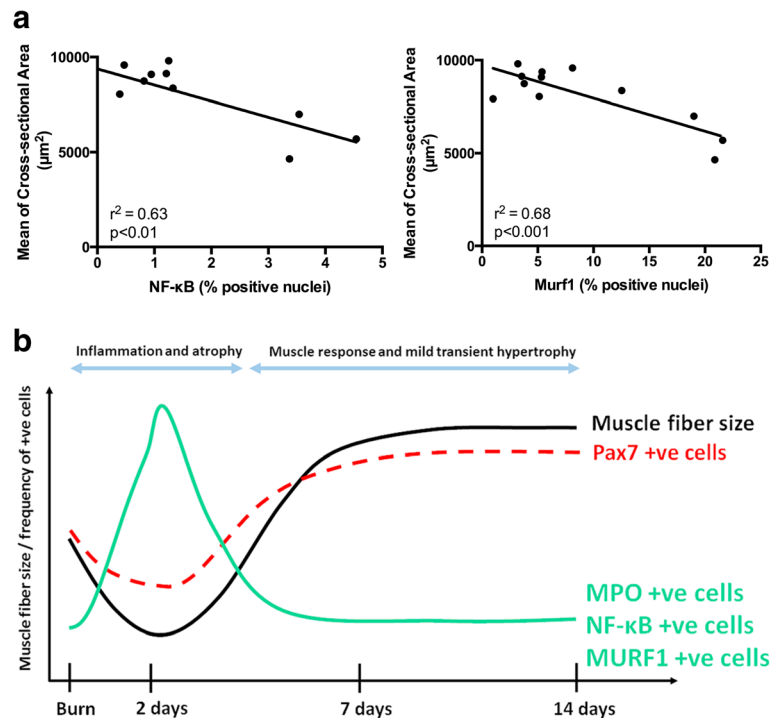 a
Mean of Cross-sectional Area
(µm²)
10000
5000
0
0 1 2 3 4 5
NF-κB (% positive nuclei)
r² = 0.63
p<0.01
Mean of Cross-sectional Area
(µm²)
10000
5000
0
0 5 10 15 20 25
Murf1 (% positive nuclei)
r² = 0.68
p<0.001
b
Inflammation and atrophy
Muscle response and mild transient hypertrophy
Muscle fiber size / frequency of +ve cells
Muscle fiber size
Pax7 +ve cells
MPO +ve cells
NF-κB +ve cells
MURF1 +ve cells
Burn 2 days 7 days 14 days